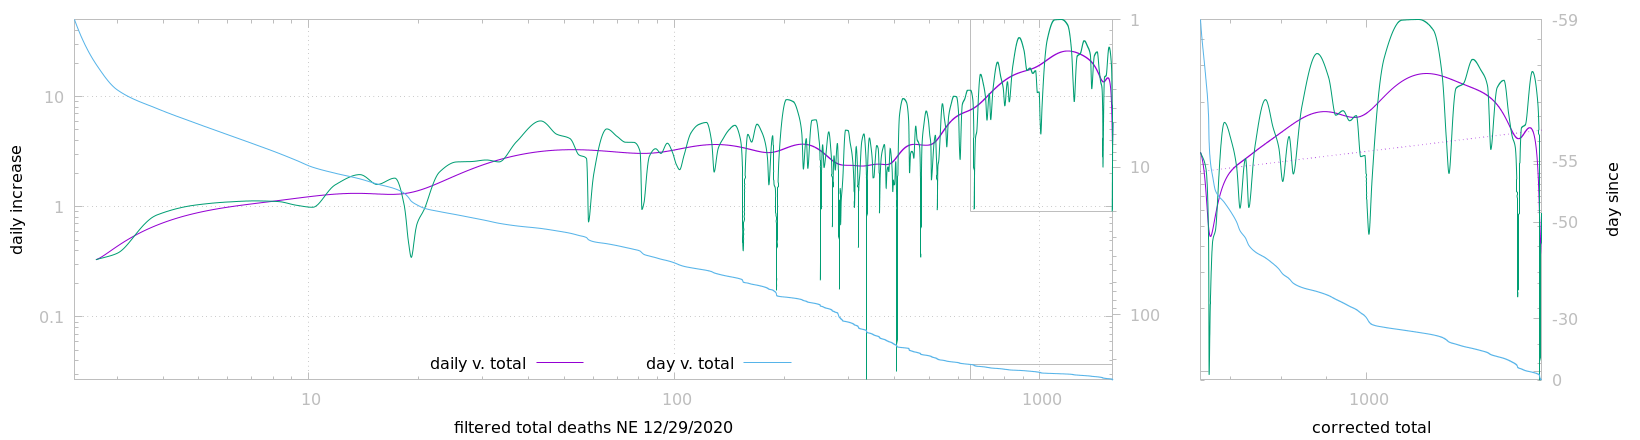 daily increase
10
1
0.1
1
10
100
daily v. total
day v. total
10
100
1000
filtered total deaths NE 12/29/2020
-59
-55
-50
-30
0
day since
1000
corrected total